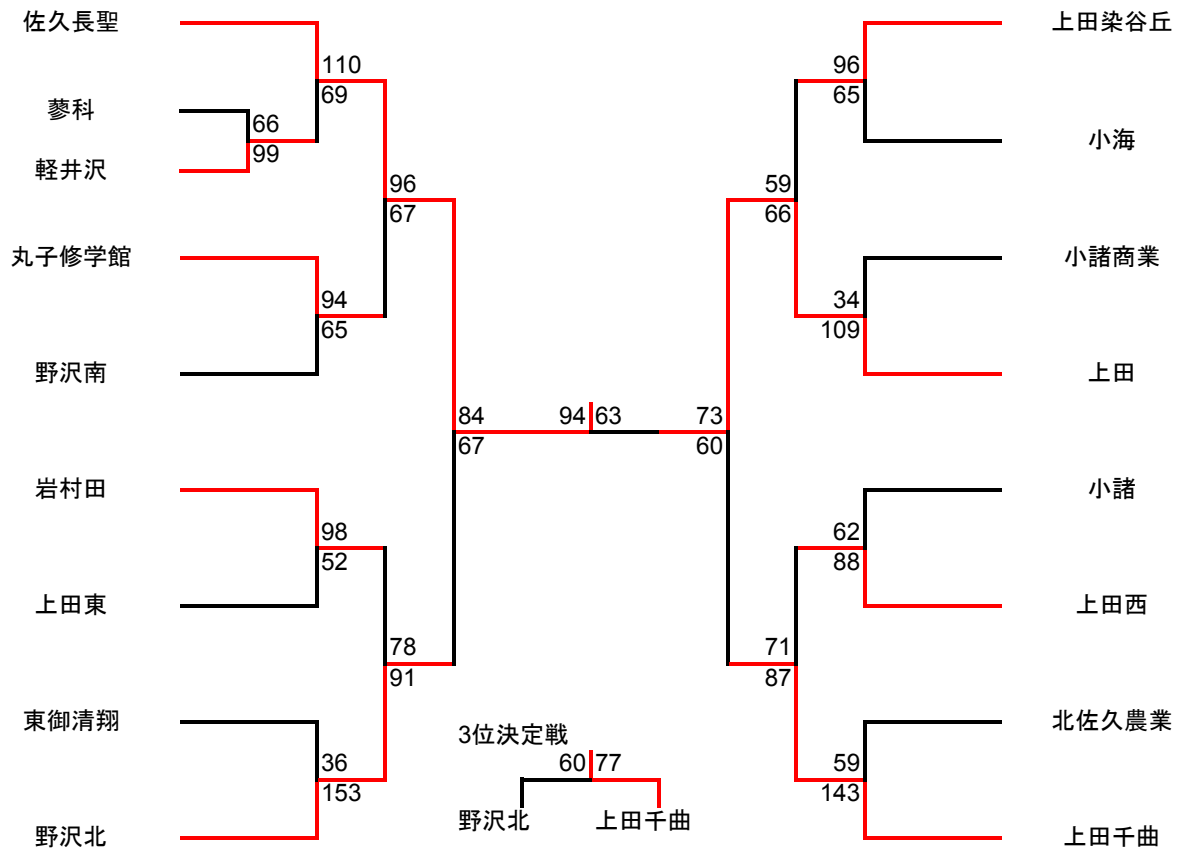 佐久長聖
上田染谷丘
110
69
96
65
蓼科
66
99
小海
軽井沢
96
67
59
66
丸子修学館
小諸商業
94
65
34
109
野沢南
上田
84
67
94 63
73
60
岩村田
小諸
98
52
62
88
上田東
上田西
78
91
71
87
東御清翔
北佐久農業
3位決定戦
60 77
36
153
59
143
野沢北 上田千曲
野沢北
上田千曲